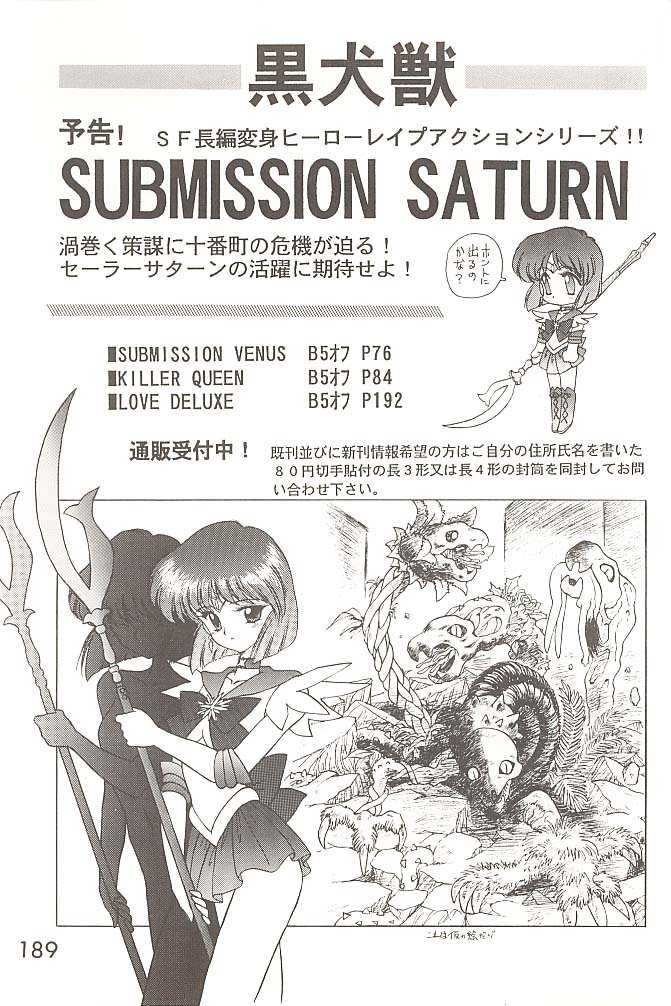 黒犬獣
予告! SF長編変身ヒーローレイプアクションシリーズ!!
SUBMISSION SATURN
渦巻く策謀に十番町の危機が迫る!
セーラーサターンの活躍に期待せよ!
ホントに
出るの
かな?
■SUBMISSION VENUS B5オフ P76
■KILLER QUEEN B5オフ P84
■LOVE DELUXE B5オフ P192
通販受付中! 既刊並びに新刊情報希望の方はご自分の住所氏名を書いた
80円切手貼付の長3形又は長4形の封筒を同封してお問
い合わせ下さい。
これは仮の絵だい
189